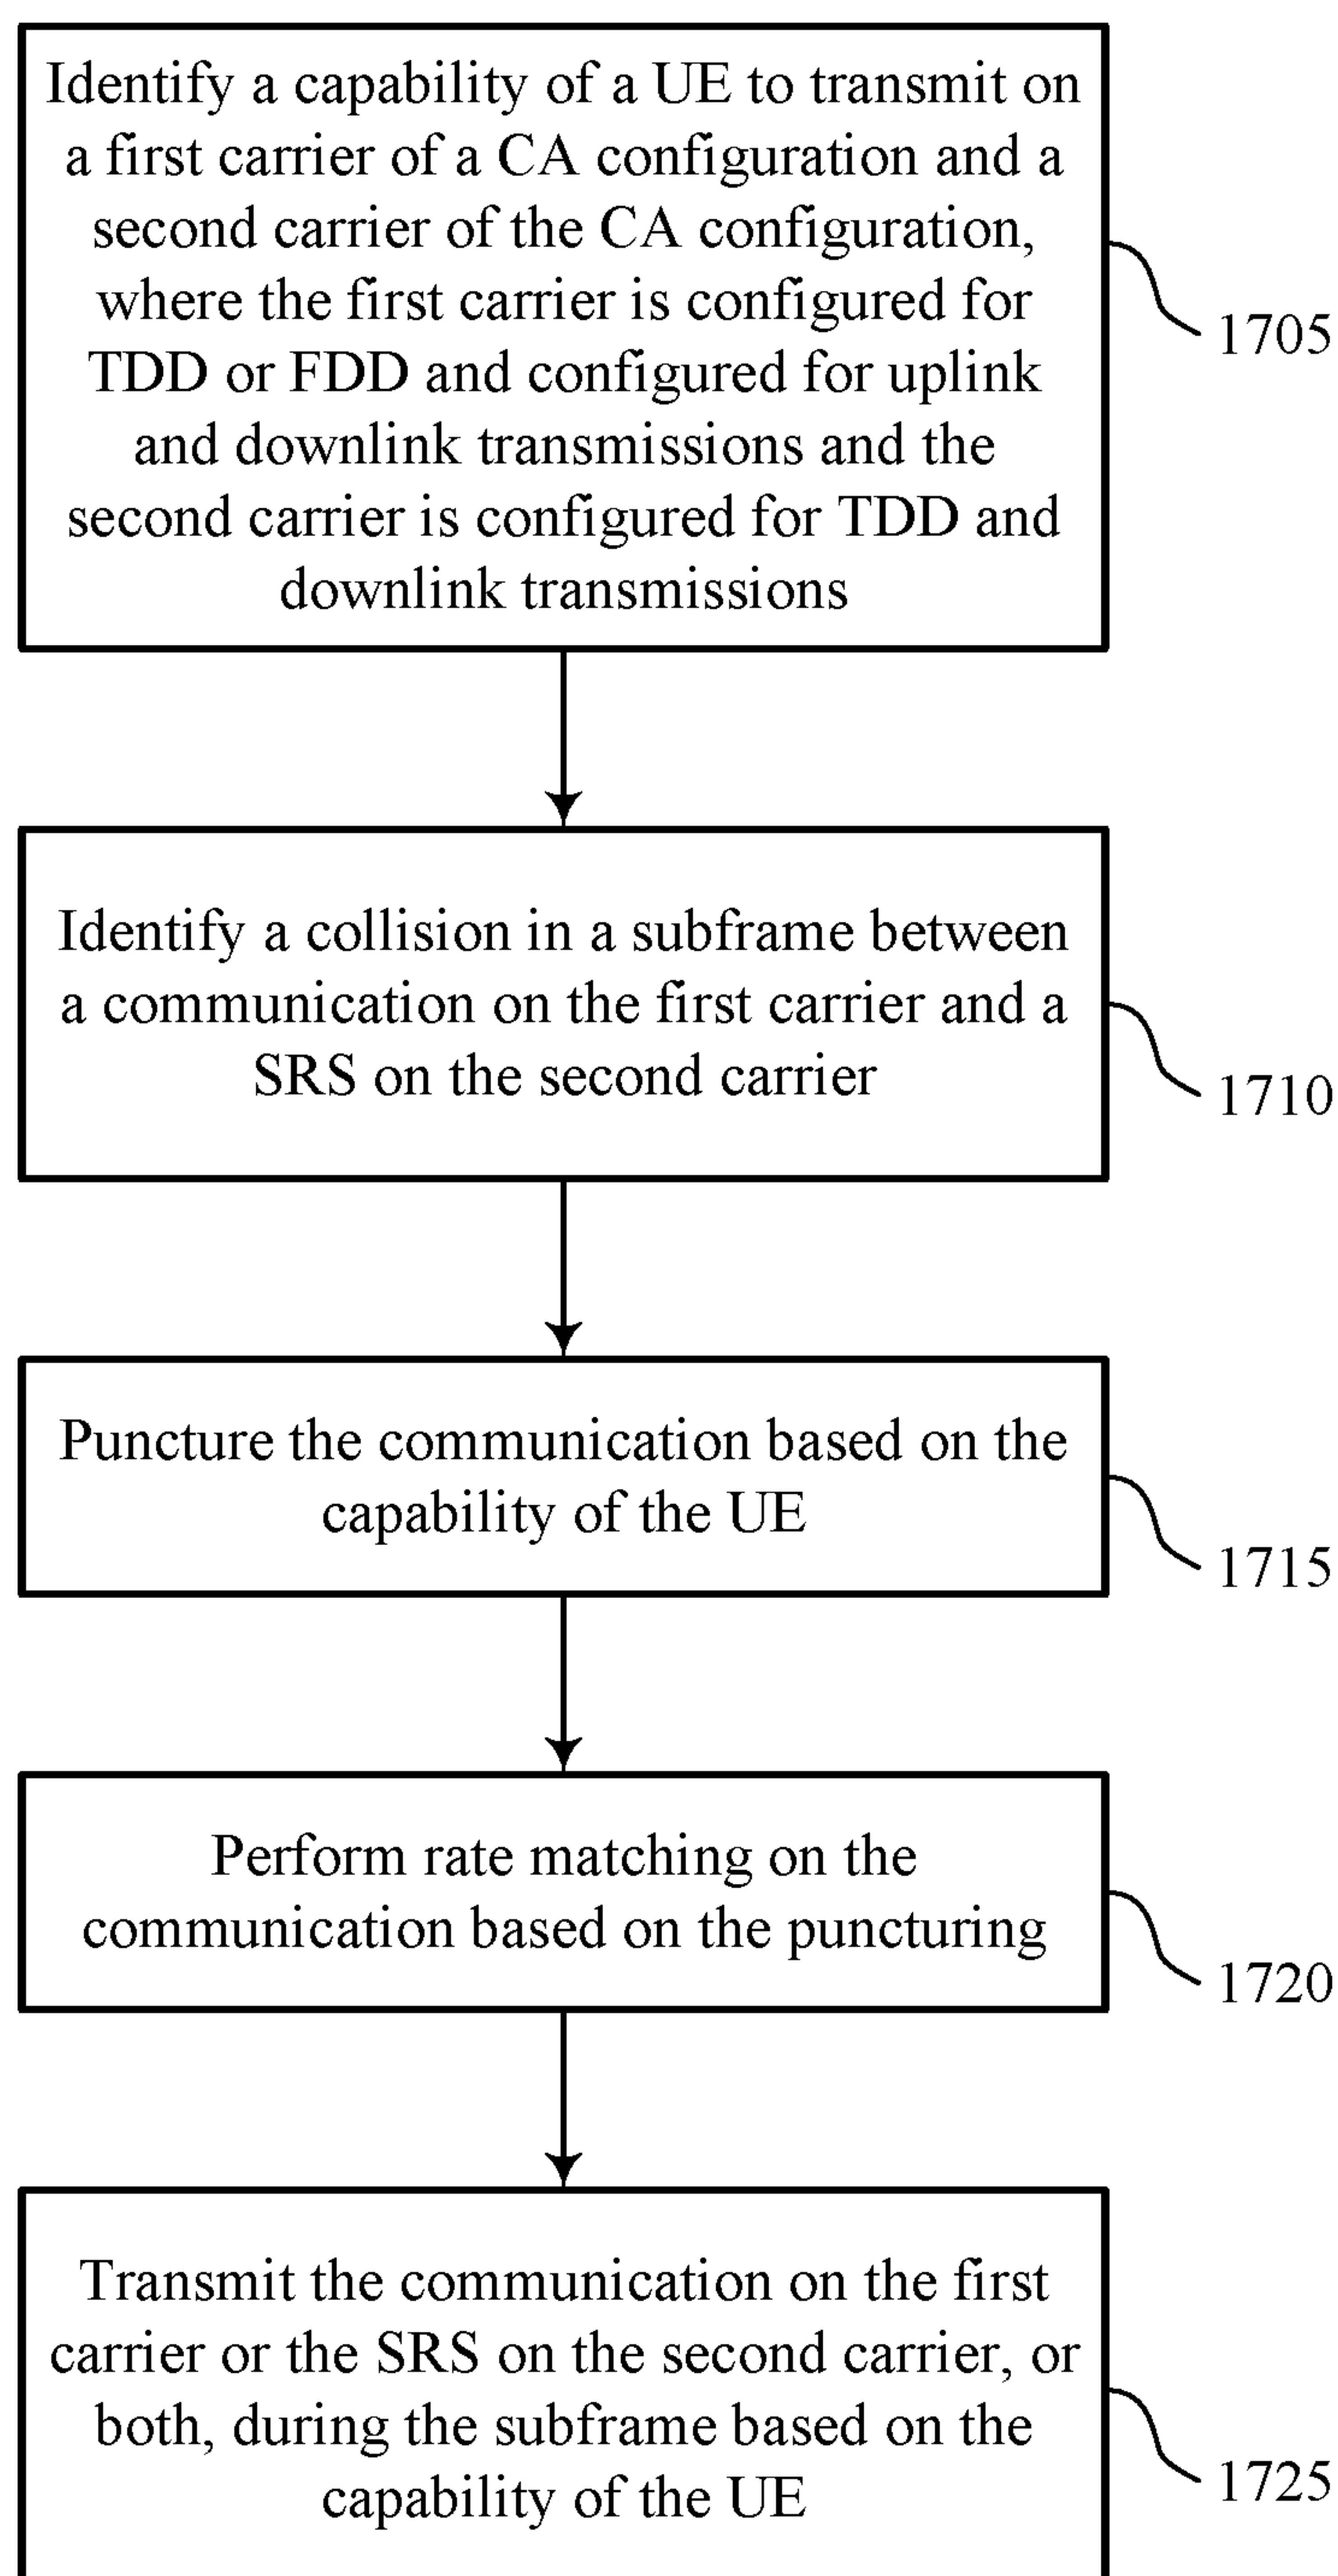 Identify a capability of a UE to transmit on
a first carrier of a CA configuration and a
second carrier of the CA configuration,
where the first carrier is configured for
TDD or FDD and configured for uplink
and downlink transmissions and the
second carrier is configured for TDD and
downlink transmissions
1705
Identify a collision in a subframe between
a communication on the first carrier and a
SRS on the second carrier
1710
Puncture the communication based on the
capability of the UE
1715
Perform rate matching on the
communication based on the puncturing
1720
Transmit the communication on the first
carrier or the SRS on the second carrier, or
both, during the subframe based on the
capability of the UE
1725